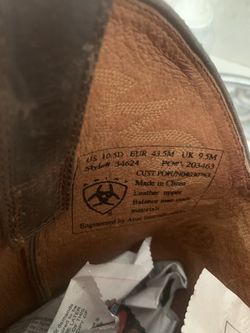 US 10.5D EUR 43.5M UK 9.5M
Style# 34624 PO#: 203463
Made in China
Leather upper
Balance man-made
materials
Engineered by Ariat